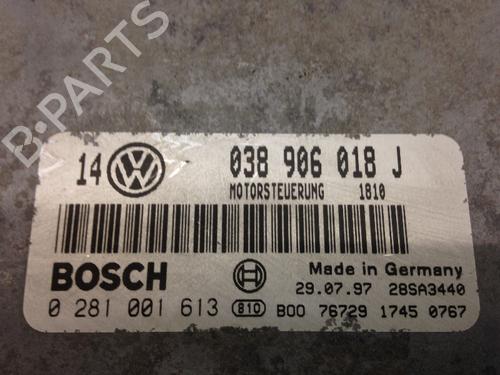 B-PARTS
14 VW 038 906 018 J
MOTORSTEUERUNG 1810
BOSCH
Made in Germany
29.07.97 28SA3440
0 281 001 613 810 B00 76729 1745 0767